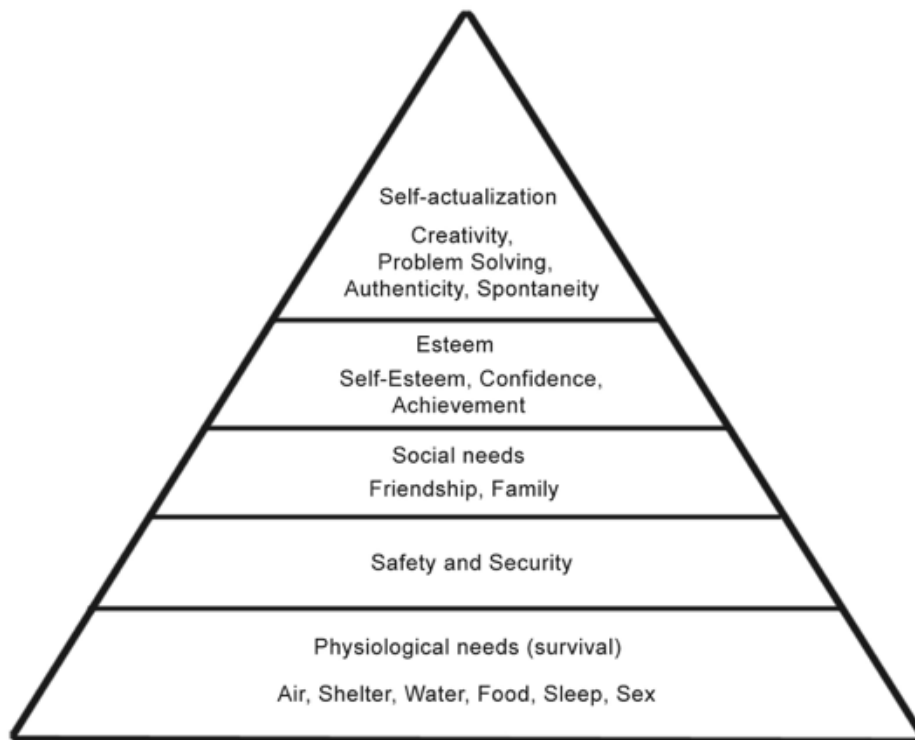 Self-actualization
Creativity,
Problem Solving,
Authenticity, Spontaneity
Esteem
Self-Esteem, Confidence,
Achievement
Social needs
Friendship, Family
Safety and Security
Physiological needs (survival)
Air, Shelter, Water, Food, Sleep, Sex